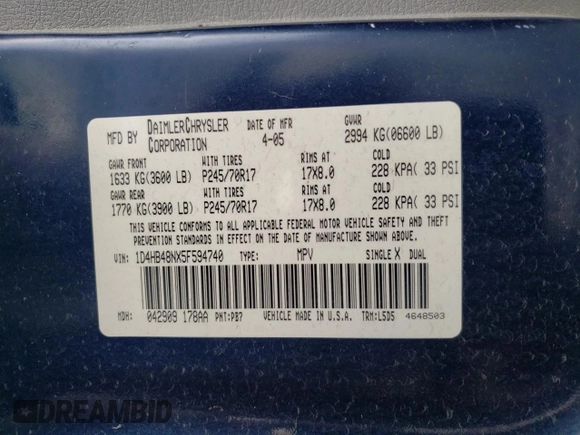 MFD BY DAIMLERCHRYSLER CORPORATION DATE OF MFR 4-05 GVWR 2994 KG(06600 LB)
GAWR FRONT WITH TIRES RIMS AT COLD
1633 KG(3600 LB) P245/70R17 17X8.0 228 KPA( 33 PSI
GAWR REAR WITH TIRES RIMS AT COLD
1770 KG(3900 LB) P245/70R17 17X8.0 228 KPA( 33 PSI
THIS VEHICLE CONFORMS TO ALL APPLICABLE FEDERAL MOTOR VEHICLE SAFETY AND THEFT
PREVENTION STANDARDS IN EFFECT ON THE DATE OF MANUFACTURE SHOWN ABOVE.
VIN: 1D4HB48NX5F594740 TYPE: MPV SINGLE X DUAL
MDH: 042909 178AA PNT:PB7 VEHICLE MADE IN U.S.A. TRM:L5D5 4648503
DREAMBID